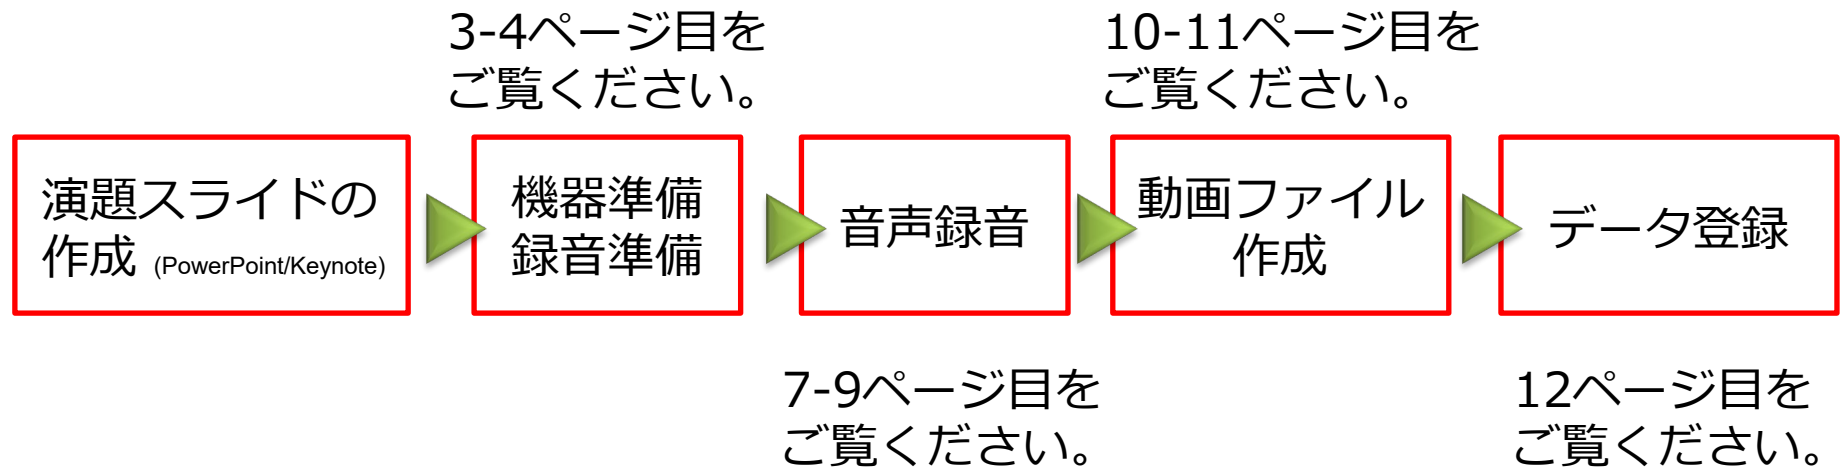 3-4ページ目を
ご覧ください。
10-11ページ目を
ご覧ください。
演題スライドの
作成 (PowerPoint/Keynote)
機器準備
録音準備
音声録音
動画ファイル
作成
データ登録
7-9ページ目を
ご覧ください。
12ページ目を
ご覧ください。